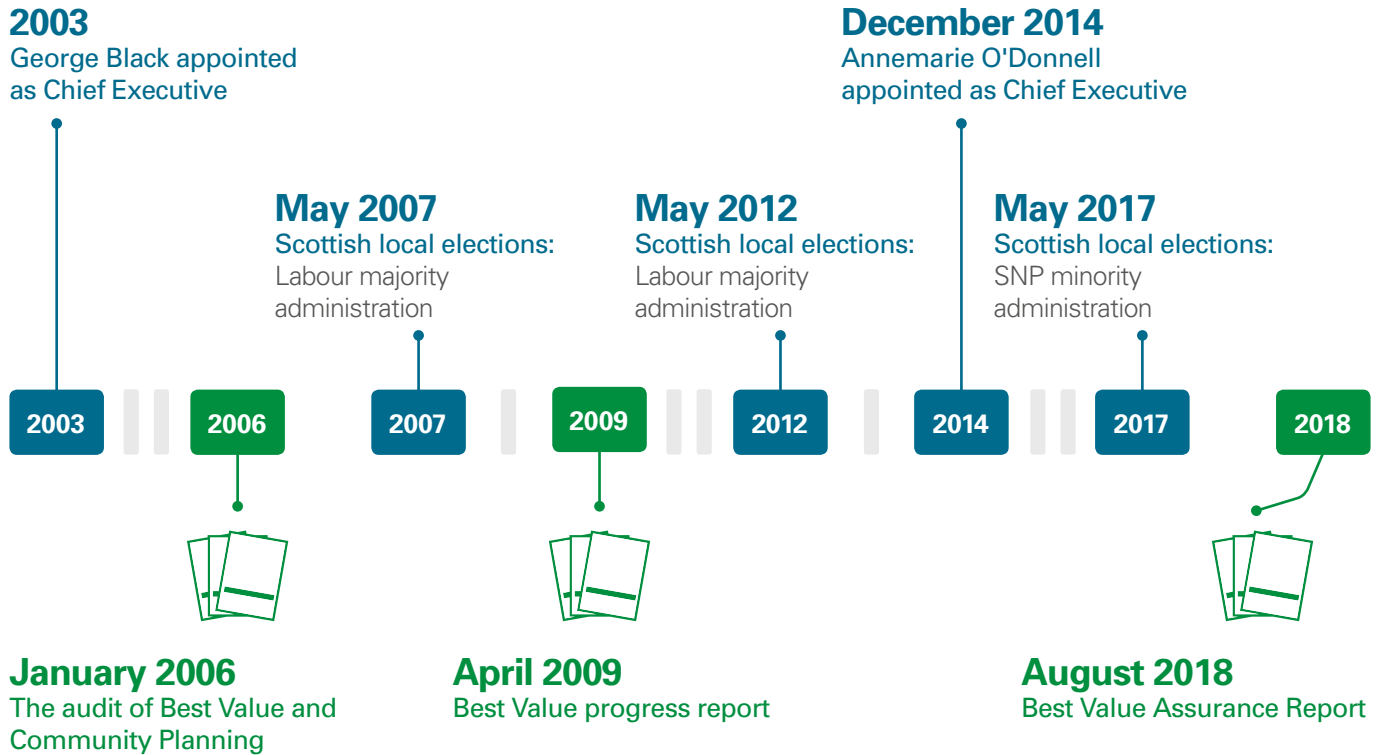 2003
George Black appointed
as Chief Executive
December 2014
Annemarie O'Donnell
appointed as Chief Executive
May 2007
Scottish local elections:
Labour majority
administration
May 2012
Scottish local elections:
Labour majority
administration
May 2017
Scottish local elections:
SNP minority
administration
2003
2006
2007
2009
2012
2014
2017
2018
January 2006
The audit of Best Value and
Community Planning
April 2009
Best Value progress report
August 2018
Best Value Assurance Report